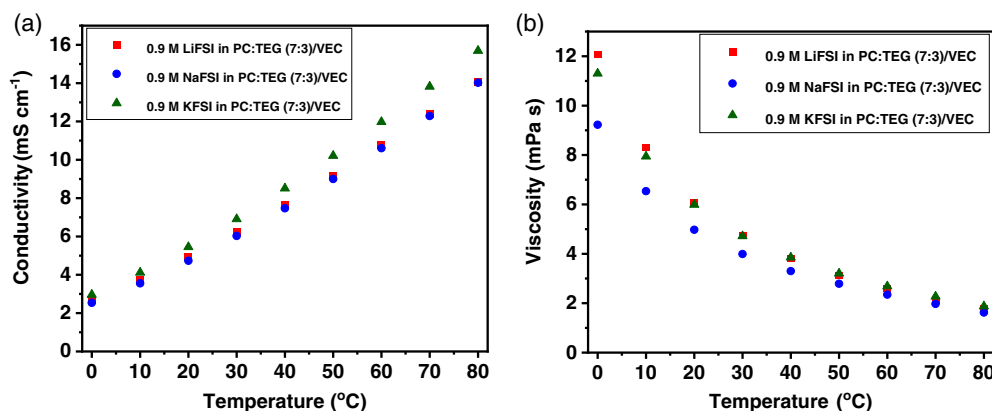 (a)
16
14
12
10
8
6
4
2
0
Conductivity (mS cm⁻¹)
0.9 M LiFSI in PC:TEG (7:3)/VEC
0.9 M NaFSI in PC:TEG (7:3)/VEC
0.9 M KFSI in PC:TEG (7:3)/VEC
0 10 20 30 40 50 60 70 80
Temperature (°C)
(b)
12
10
8
6
4
2
0
Viscosity (mPa s)
0.9 M LiFSI in PC:TEG (7:3)/VEC
0.9 M NaFSI in PC:TEG (7:3)/VEC
0.9 M KFSI in PC:TEG (7:3)/VEC
0 10 20 30 40 50 60 70 80
Temperature (°C)